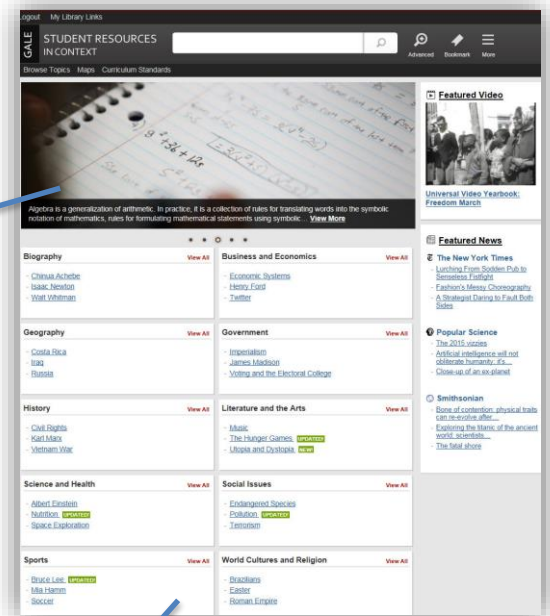 Logout My Library Links
GALE
STUDENT RESOURCES
IN CONTEXT
Advanced Bookmark More
Browse Topics Maps Curriculum Standards
Algebra is a generalization of arithmetic. In practice, it is a collection of rules for translating words into the symbolic
notation of mathematics, rules for formulating mathematical statements using symbolic... View More
Biography View All
Chinua Achebe
Isaac Newton
Walt Whitman
Business and Economics View All
Economic Systems
Henry Ford
Twitter
Geography View All
Costa Rica
Iraq
Russia
Government View All
Imperialism
James Madison
Voting and the Electoral College
History View All
Civil Rights
Karl Marx
Vietnam War
Literature and the Arts View All
Music
The Hunger Games UPDATED!
Utopia and Dystopia NEW!
Science and Health View All
Albert Einstein
Nutrition UPDATED!
Space Exploration
Social Issues View All
Endangered Species
Pollution UPDATED!
Terrorism
Sports View All
Bruce Lee UPDATED!
Mia Hamm
Soccer
World Cultures and Religion View All
Brazilians
Easter
Roman Empire
Featured Video
Universal Video Yearbook:
Freedom March
Featured News
The New York Times
Lurching From Sodden Pub to
Senseless Fistfight
Fashion's Messy Choreography
A Strategist Daring to Fault Both
Sides
Popular Science
The 2015 vizzies
Artificial intelligence will not
obliterate humanity: it's...
Close-up of an ex-planet
Smithsonian
Bone of contention: physical traits
can re-evolve after...
Exploring the titanic of the ancient
world: scientists...
The fatal shore